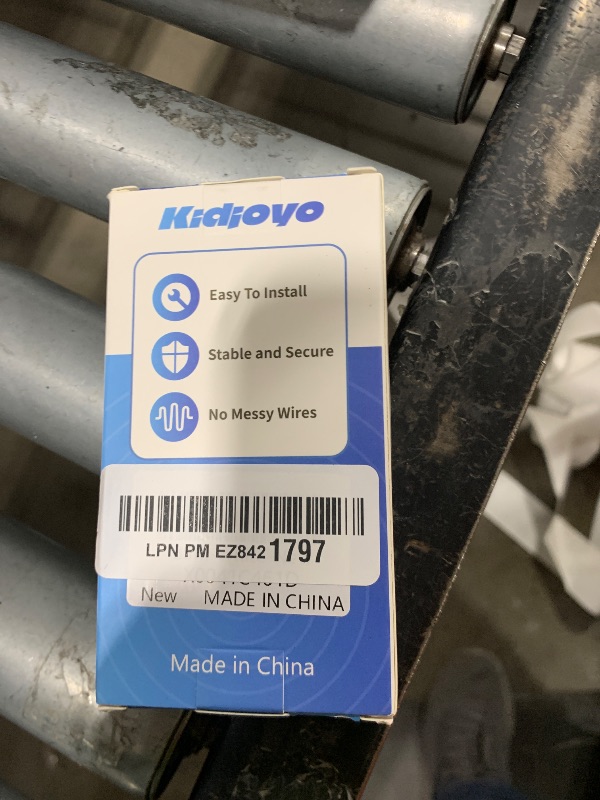 Kidioyo
Easy To Install
Stable and Secure
No Messy Wires
LPN PM EZ842 1797
New MADE IN CHINA
Made in China